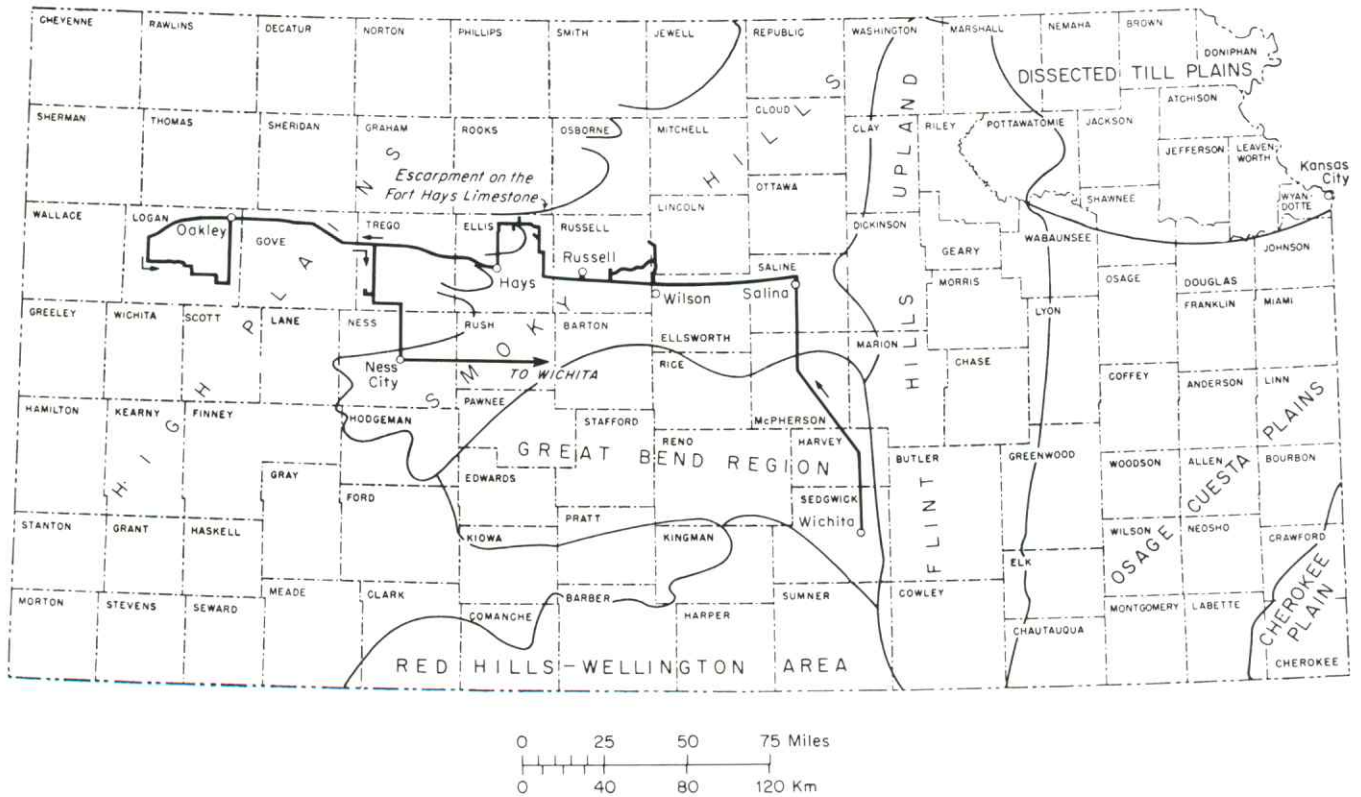 CHEYENNE
RAWLINS
DECATUR
NORTON
PHILLIPS
SMITH
JEWELL
REPUBLIC
WASHINGTON
MARSHALL
NEMAHA
BROWN
DONIPHAN
DISSECTED TILL PLAINS
ATCHISON
SHERMAN
THOMAS
SHERIDAN
GRAHAM
ROOKS
OSBORNE
MITCHELL
CLOUD
CLAY
RILEY
POTTAWATOMIE
JACKSON
JEFFERSON
LEAVEN
WORTH
Kansas
City
Escarpment on the
Fort Hays Limestone
OTTAWA
SHAWNEE
WYAN-
DOTTE
WALLACE
LOGAN
Oakley
GOVE
TREGO
ELLIS
RUSSELL
LINCOLN
DICKINSON
GEARY
WABAUNSEE
JOHNSON
Hays
Russell
Wilson
SALINE
Salina
MORRIS
OSAGE
DOUGLAS
FRANKLIN
MIAMI
GREELEY
WICHITA
SCOTT
LANE
NESS
RUSH
BARTON
ELLSWORTH
MARION
LYON
CHASE
Ness
City
TO WICHITA
RICE
COFFEY
ANDERSON
LINN
HAMILTON
KEARNY
FINNEY
HODGEMAN
PAWNEE
STAFFORD
McPHERSON
RENO
HARVEY
GREAT BEND REGION
BUTLER
GREENWOOD
WOODSON
ALLEN
BOURBON
GRAY
FORD
EDWARDS
SEDGWICK
Wichita
PRATT
STANTON
GRANT
HASKELL
KIOWA
KINGMAN
WILSON
NEOSHO
CRAWFORD
ELK
MORTON
STEVENS
SEWARD
MEADE
CLARK
COMANCHE
BARBER
HARPER
SUMNER
COWLEY
CHAUTAUQUA
MONTGOMERY
LABETTE
CHEROKEE
HIGH PLAINS
SMOKY HILLS
FLINT HILLS UPLAND
OSAGE CUESTA PLAINS
CHEROKEE
PLAIN
RED HILLS-WELLINGTON AREA
0 25 50 75 Miles
0 40 80 120 Km